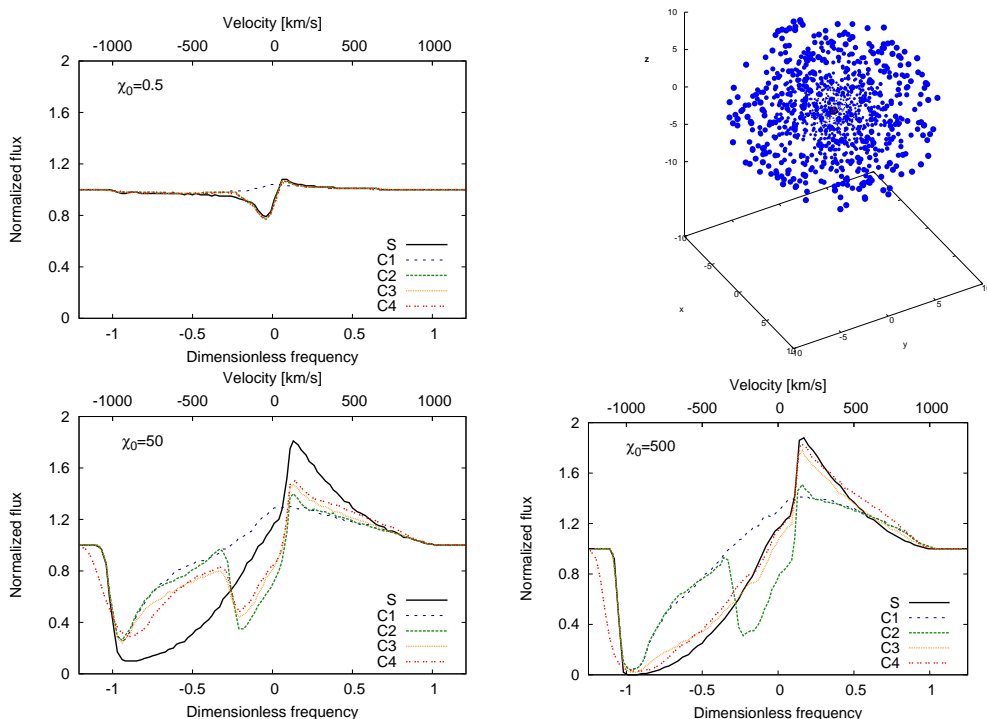 Velocity [km/s]
-1000 -500 0 500 1000
2
1.6
1.2
0.8
0.4
0
χ0=0.5
Normalized flux
S
C1
C2
C3
C4
-1 -0.5 0 0.5 1
Dimensionless frequency
10
5
0
-5
-10
z
-10
-5
0
5
x
-10
-5
0
5
y
Velocity [km/s]
-1000 -500 0 500 1000
2
1.6
1.2
0.8
0.4
0
χ0=50
Normalized flux
S
C1
C2
C3
C4
-1 -0.5 0 0.5 1
Dimensionless frequency
Velocity [km/s]
-1000 -500 0 500 1000
2
1.6
1.2
0.8
0.4
0
χ0=500
Normalized flux
S
C1
C2
C3
C4
-1 -0.5 0 0.5 1
Dimensionless frequency